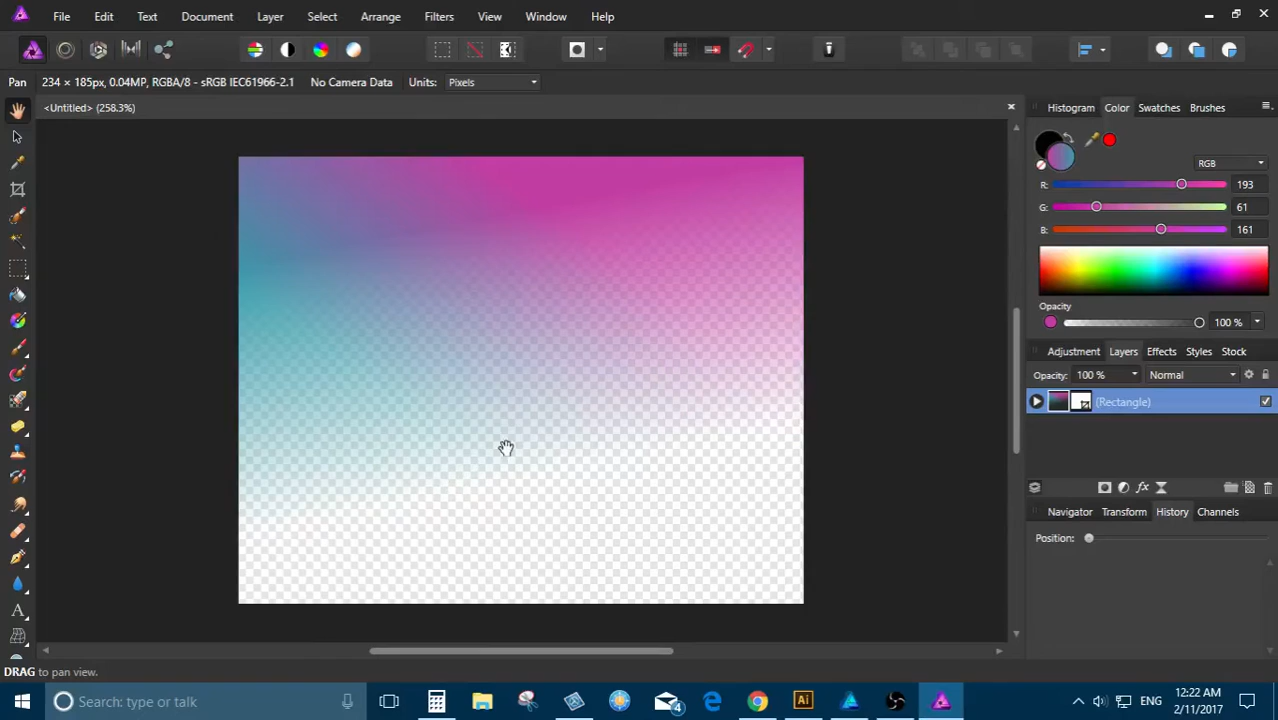 File Edit Text Document Layer Select Arrange Filters View Window Help
Pan 234 × 185px, 0.04MP, RGBA/8 - sRGB IEC61966-2.1 No Camera Data Units: Pixels
<Untitled> (258.3%)
Histogram Color Swatches Brushes
RGB
R: 193
G: 61
B: 161
Opacity
100 %
Adjustment Layers Effects Styles Stock
Opacity: 100 % Normal
(Rectangle)
fx
Navigator Transform History Channels
Position:
A
DRAG to pan view.
Search: type or talk
4
Ai
ENG
12:22 AM
2/11/2017